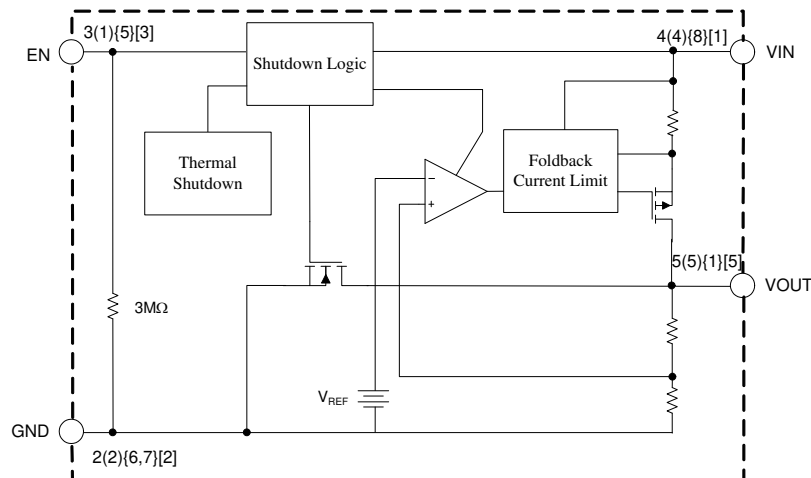 3(1){5}[3]
4(4){8}[1]
EN
VIN
Shutdown Logic
Thermal
Shutdown
Foldback
Current Limit
−
+
5(5){1}[5]
VOUT
3MΩ
VREF
GND
2(2){6,7}[2]